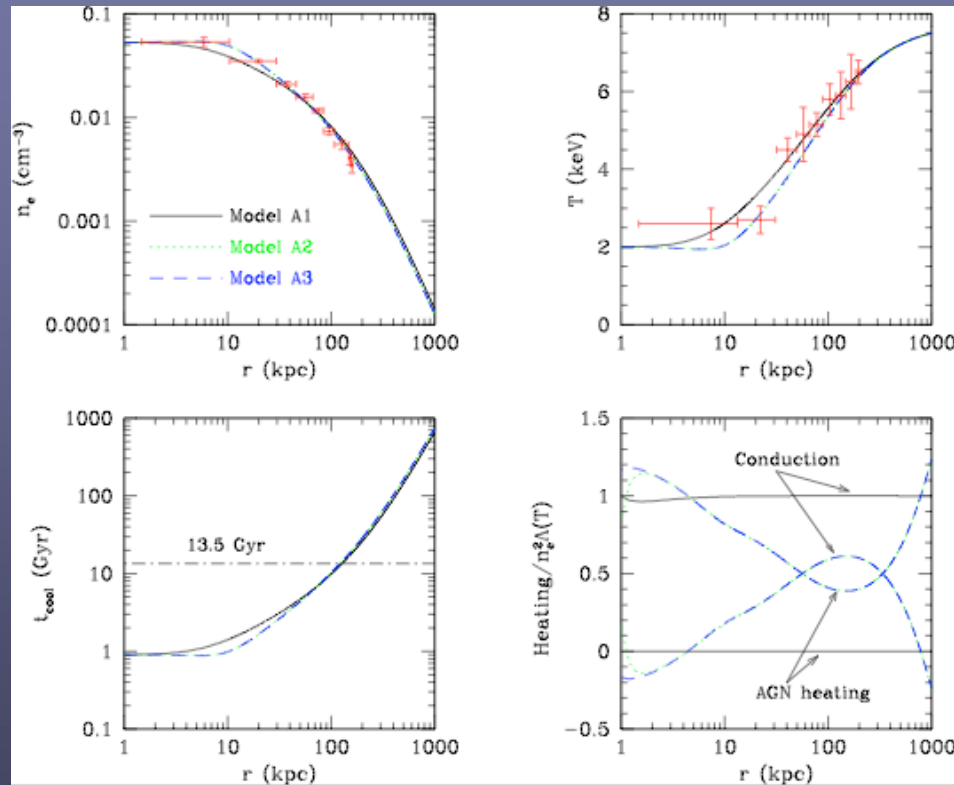 0.1
0.01
0.001
0.0001
nₑ (cm⁻³)
Model A1
Model A2
Model A3
1 10 100 1000
r (kpc)
8
6
4
2
0
T (keV)
1 10 100 1000
r (kpc)
1000
100
10
1
0.1
t_cool (Gyr)
13.5 Gyr
1 10 100 1000
r (kpc)
1.5
1
0.5
0
−0.5
Heating/nₑ²Λ(T)
Conduction
AGN heating
1 10 100 1000
r (kpc)